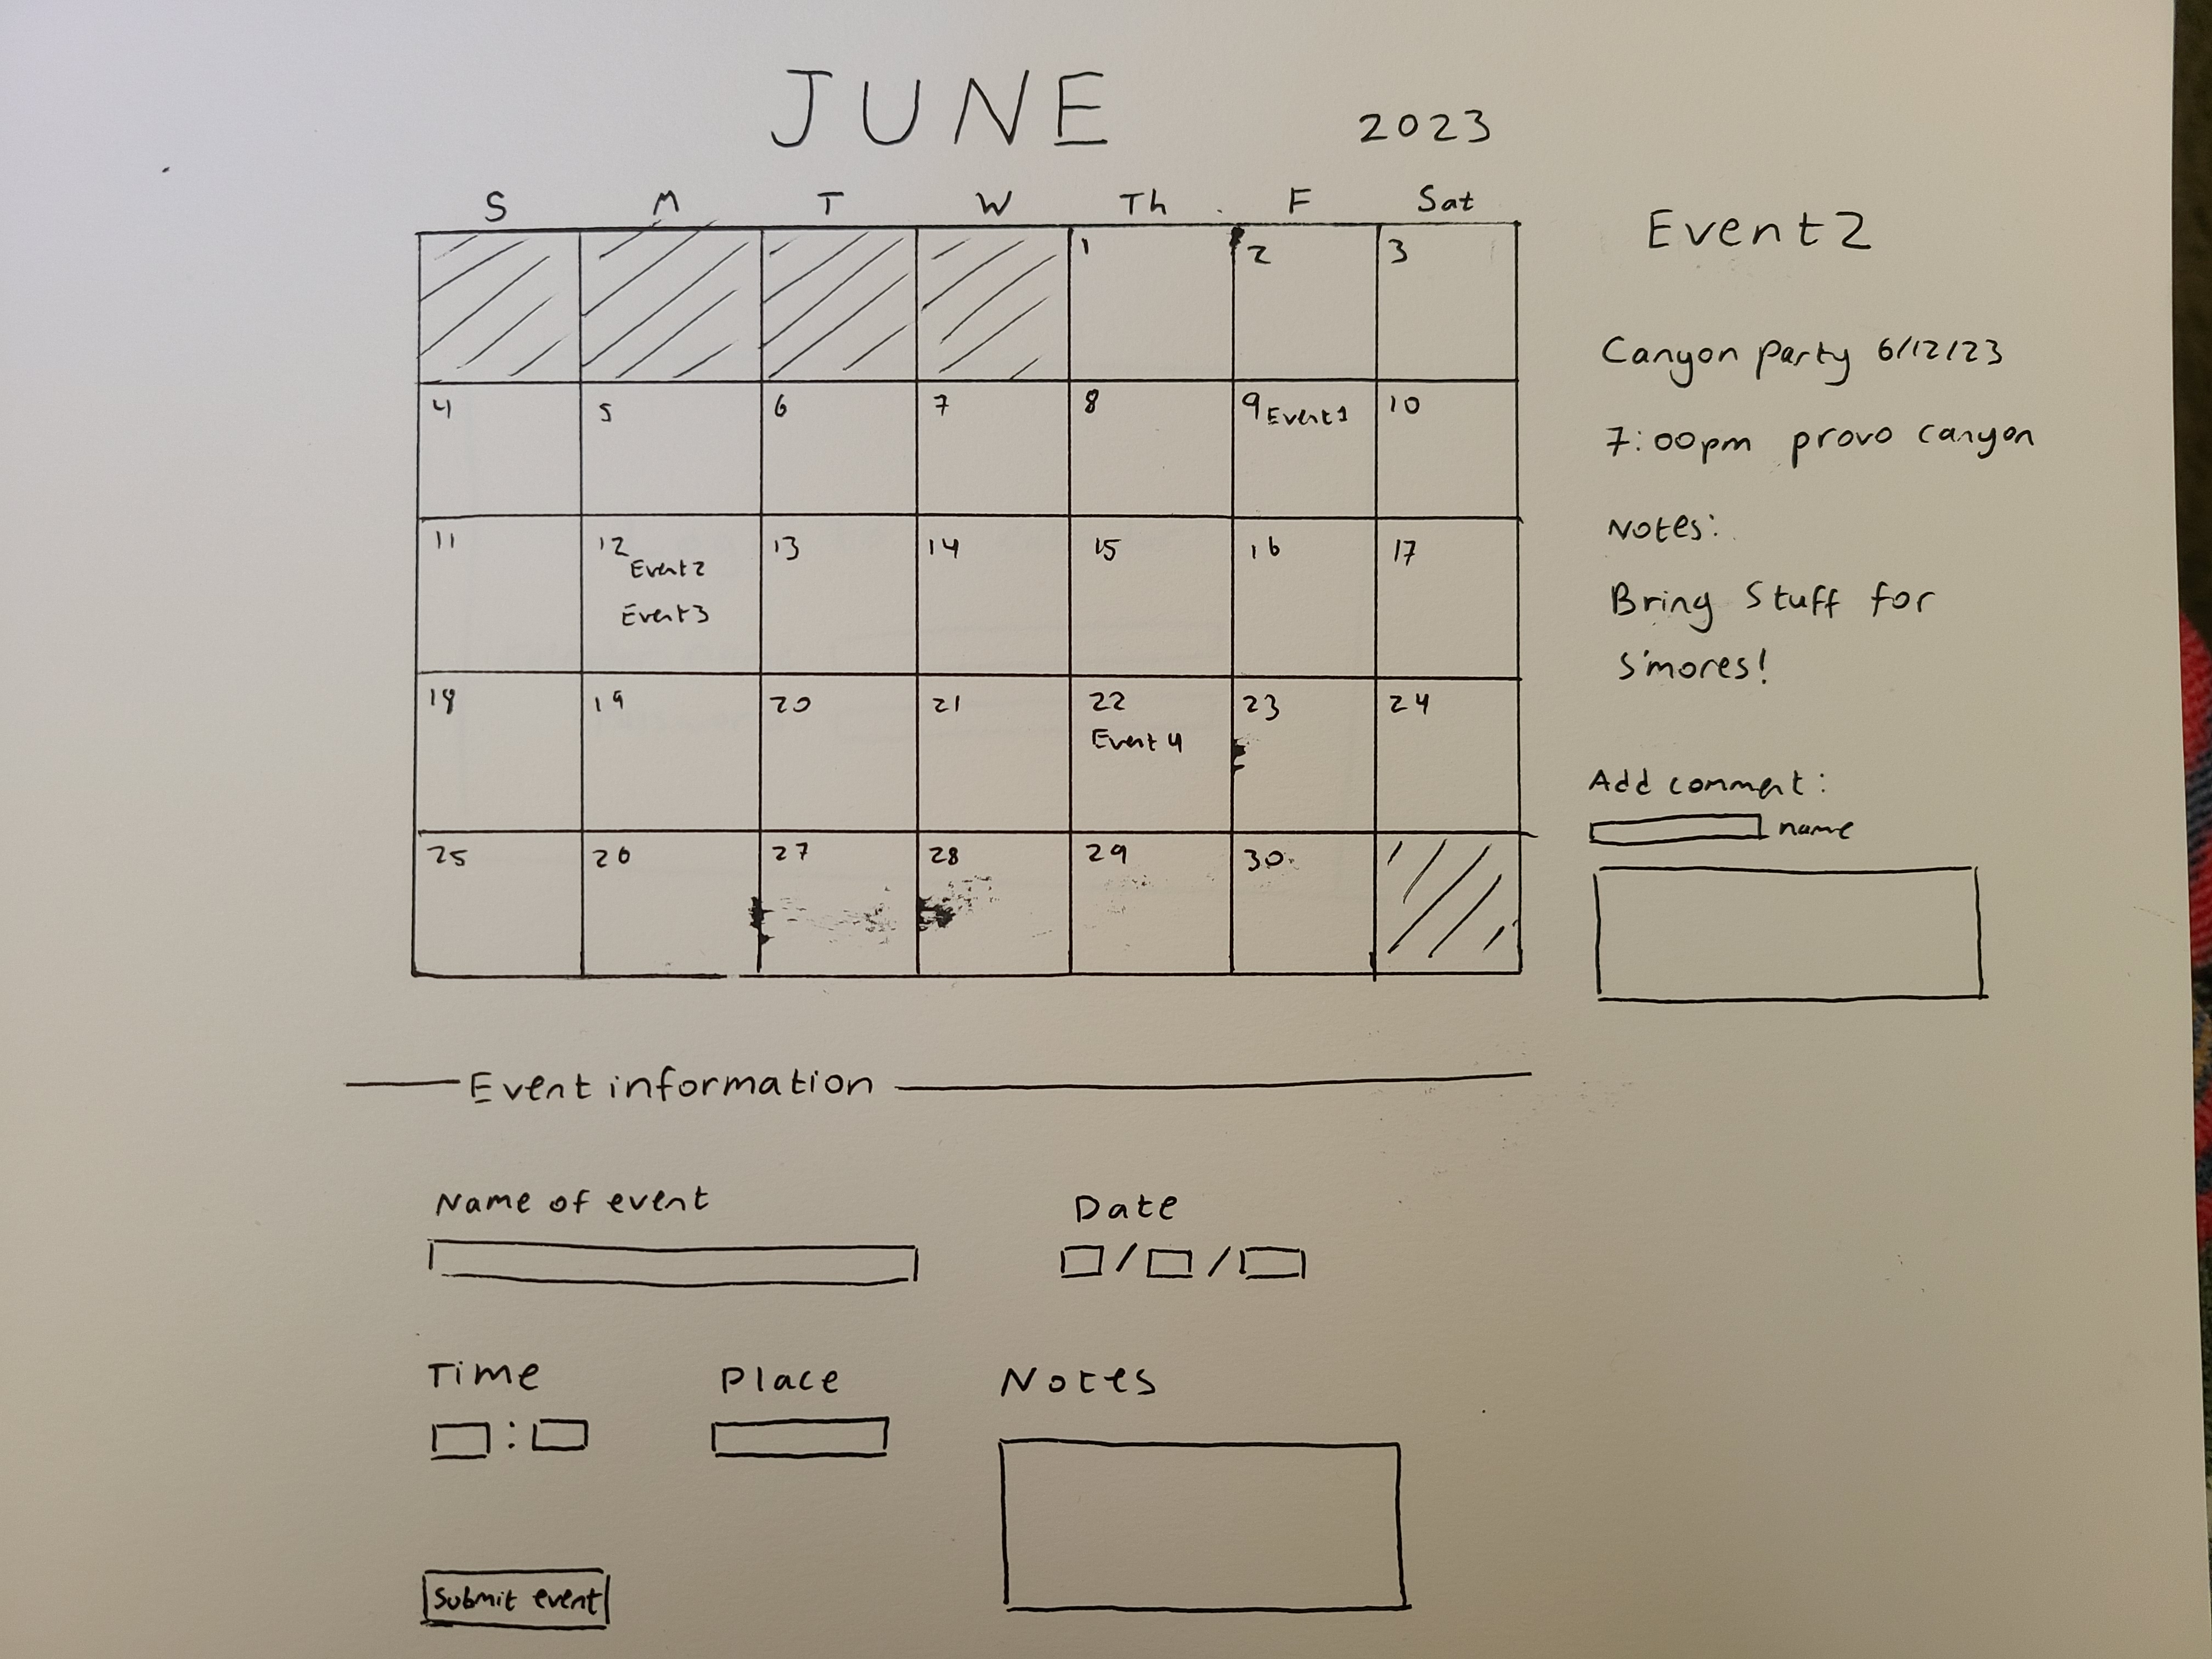 JUNE 2023
S M T W Th F Sat
1 2 3
4 5 6 7 8 9 Event1 10
11 12 13 14 15 16 17
Event2
Event3
18 19 20 21 22 23 24
Event 4
25 26 27 28 29 30
Event2
Canyon Party 6/12/23
7:00pm provo canyon
Notes:
Bring Stuff for
S'mores!
Add comment:
name
Event information
Name of event
Date
/ /
Time Place Notes
:
Submit event